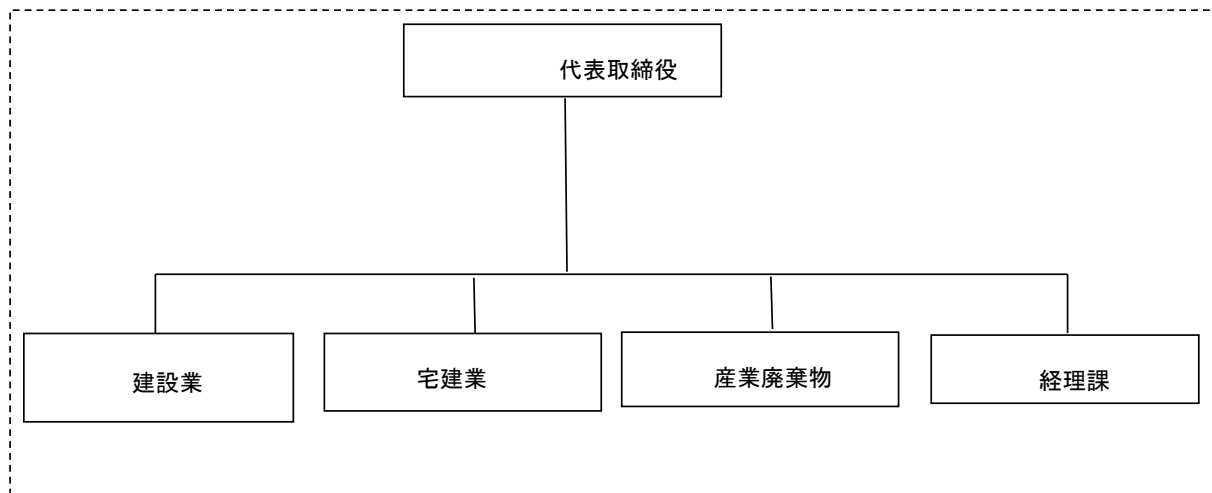 代表取締役
建設業
宅建業
産業廃棄物
経理課